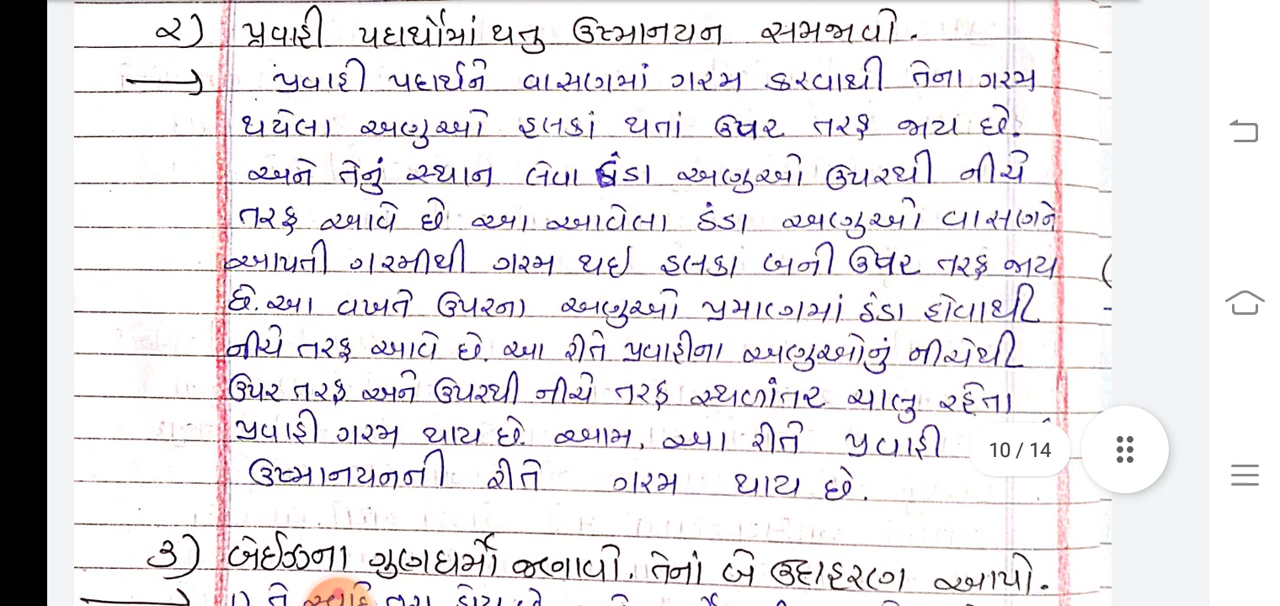 ૨) પ્રવાહી પદાર્થોમાં થતુ ઉષ્માનયન સમજાવો.
→ પ્રવાહી પદાર્થને વાસણમાં ગરમ કરવાથી તેના ગરમ
થયેલા અણુઓ હલકાં થતાં ઉપર તરફ જાય છે.
અને તેનું સ્થાન લેવા ઠંડા અણુઓ ઉપરથી નીચે
તરફ આવે છે આ આવેલા ઠંડા અણુઓ વાસણને
આપતી ગરમીથી ગરમ થઇ હલકા બની ઉપર તરફ જાય
છે. આ વખતે ઉપરના અણુઓ પ્રમાણમાં ઠંડા હોવાથી
નીચે તરફ આવે છે. આ રીતે પ્રવાહીના અણુઓનું નીચેથી
ઉપર તરફ અને ઉપરથી નીચે તરફ સ્થળાંતર ચાલુ રહેતા
પ્રવાહી ગરમ થાય છે. આમ, આ રીતે પ્રવાહી
10 / 14
ઉષ્માનયનની રીતે ગરમ થાય છે.
૩) બેઈઝના ગુણધર્મો જણાવો. તેનાં બે ઉદાહરણ આપો.
→ ૧) તે